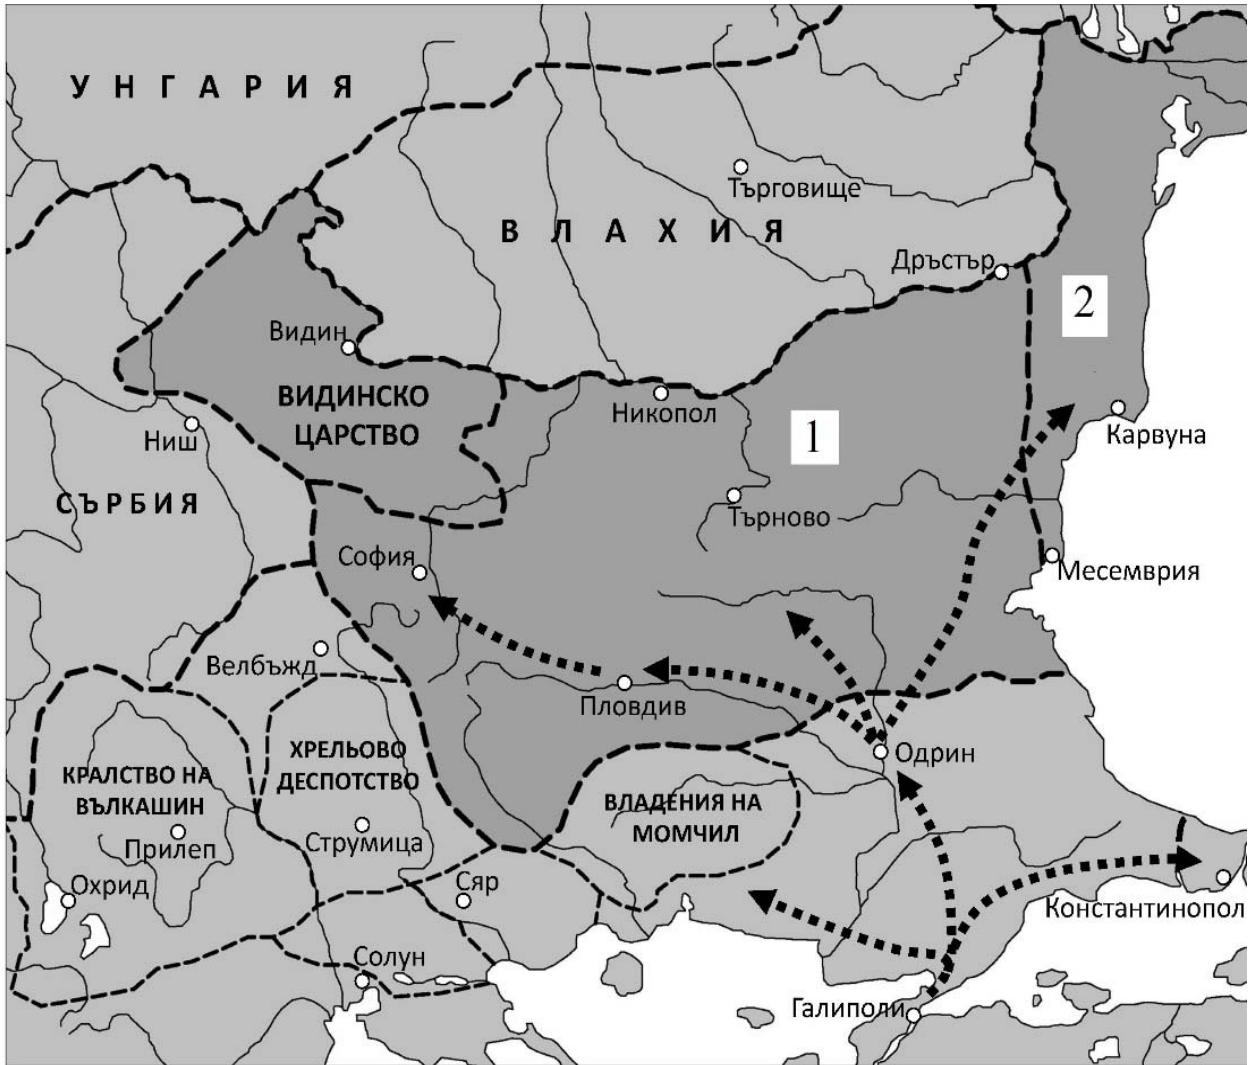 УНГАРИЯ
Търговище
ВЛАХИЯ
Дръстър
2
Видин
ВИДИНСКО
ЦАРСТВО
Никопол
Ниш
1
Карвуна
СЪРБИЯ
Търново
София
Месемврия
Велбъжд
Пловдив
Одрин
ХРЕЛЬОВО
ДЕСПОТСТВО
КРАЛСТВО НА
ВЪЛКАШИН
ВЛАДЕНИЯ НА
МОМЧИЛ
Прилеп
Струмица
Охрид
Сяр
Константинопол
Солун
Галиполи